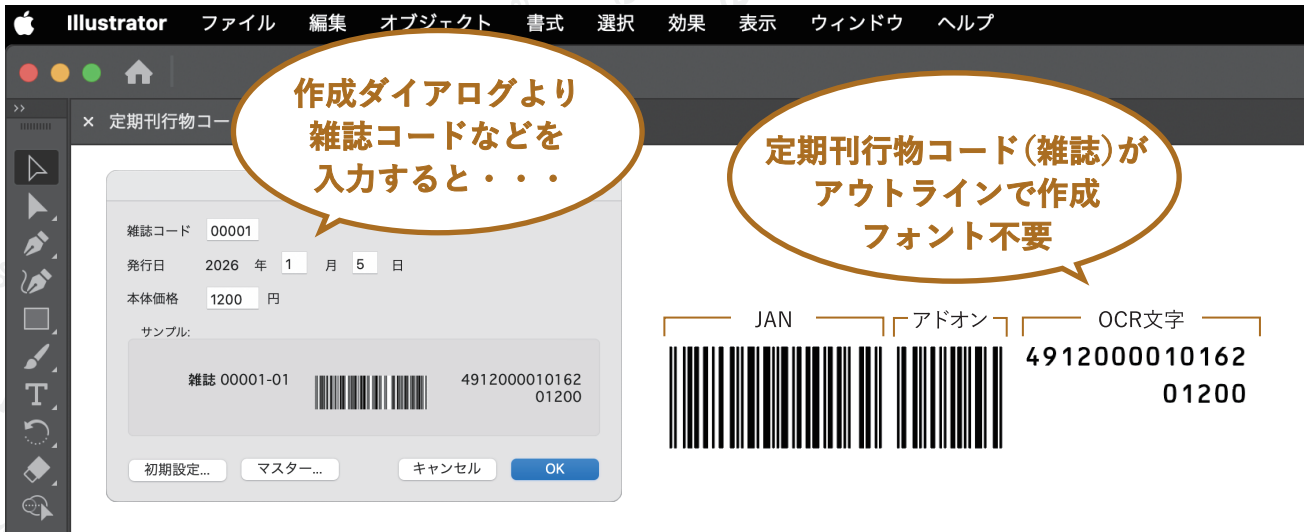 Illustrator ファイル 編集 オブジェクト 書式 選択 効果 表示 ウィンドウ ヘルプ
× 定期刊行物コー
作成ダイアログより
雑誌コードなどを
入力すると・・・
雑誌コード 00001
発行日 2026 年 1 月 5 日
本体価格 1200 円
サンプル:
雑誌 00001-01
4912000010162
01200
初期設定... マスター... キャンセル OK
定期刊行物コード(雑誌)が
アウトラインで作成
フォント不要
JAN アドオン OCR文字
4912000010162
01200